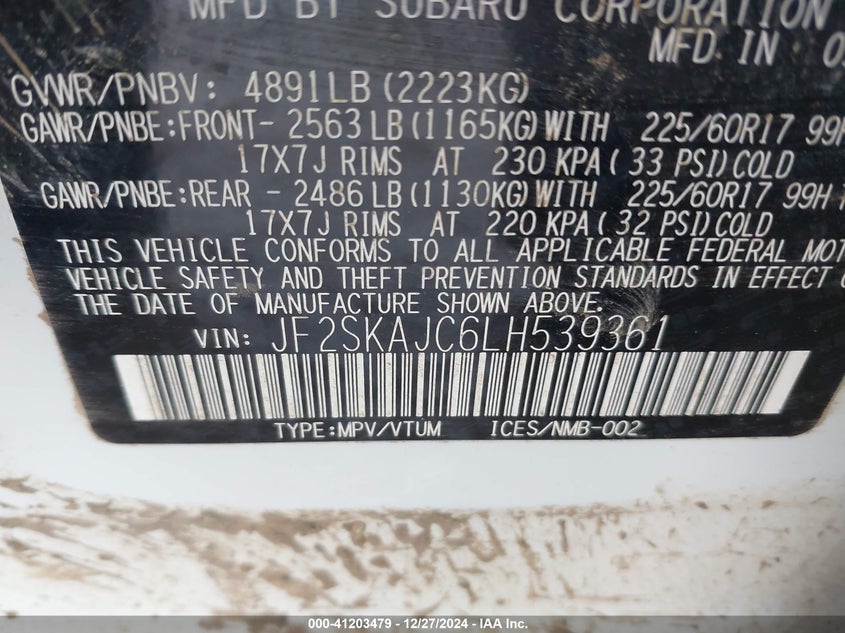 MFD BY SUBARU CORPORATION
MFD IN
GVWR/PNBV: 4891LB (2223KG)
GAWR/PNBE:FRONT- 2563 LB (1165KG) WITH 225/60R17 99H
17X7J RIMS AT 230 KPA ( 33 PSI) COLD
GAWR/PNBE:REAR - 2486 LB (1130KG) WITH 225/60R17 99H
17X7J RIMS AT 220 KPA ( 32 PSI) COLD
THIS VEHICLE CONFORMS TO ALL APPLICABLE FEDERAL
VEHICLE SAFETY AND THEFT PREVENTION STANDARDS IN EFFECT
THE DATE OF MANUFACTURE SHOWN ABOVE.
VIN: JF2SKAJC6LH539361
TYPE:MPV/VTUM ICES/NMB-002
000-41203479 - 12/27/2024 - IAA Inc.